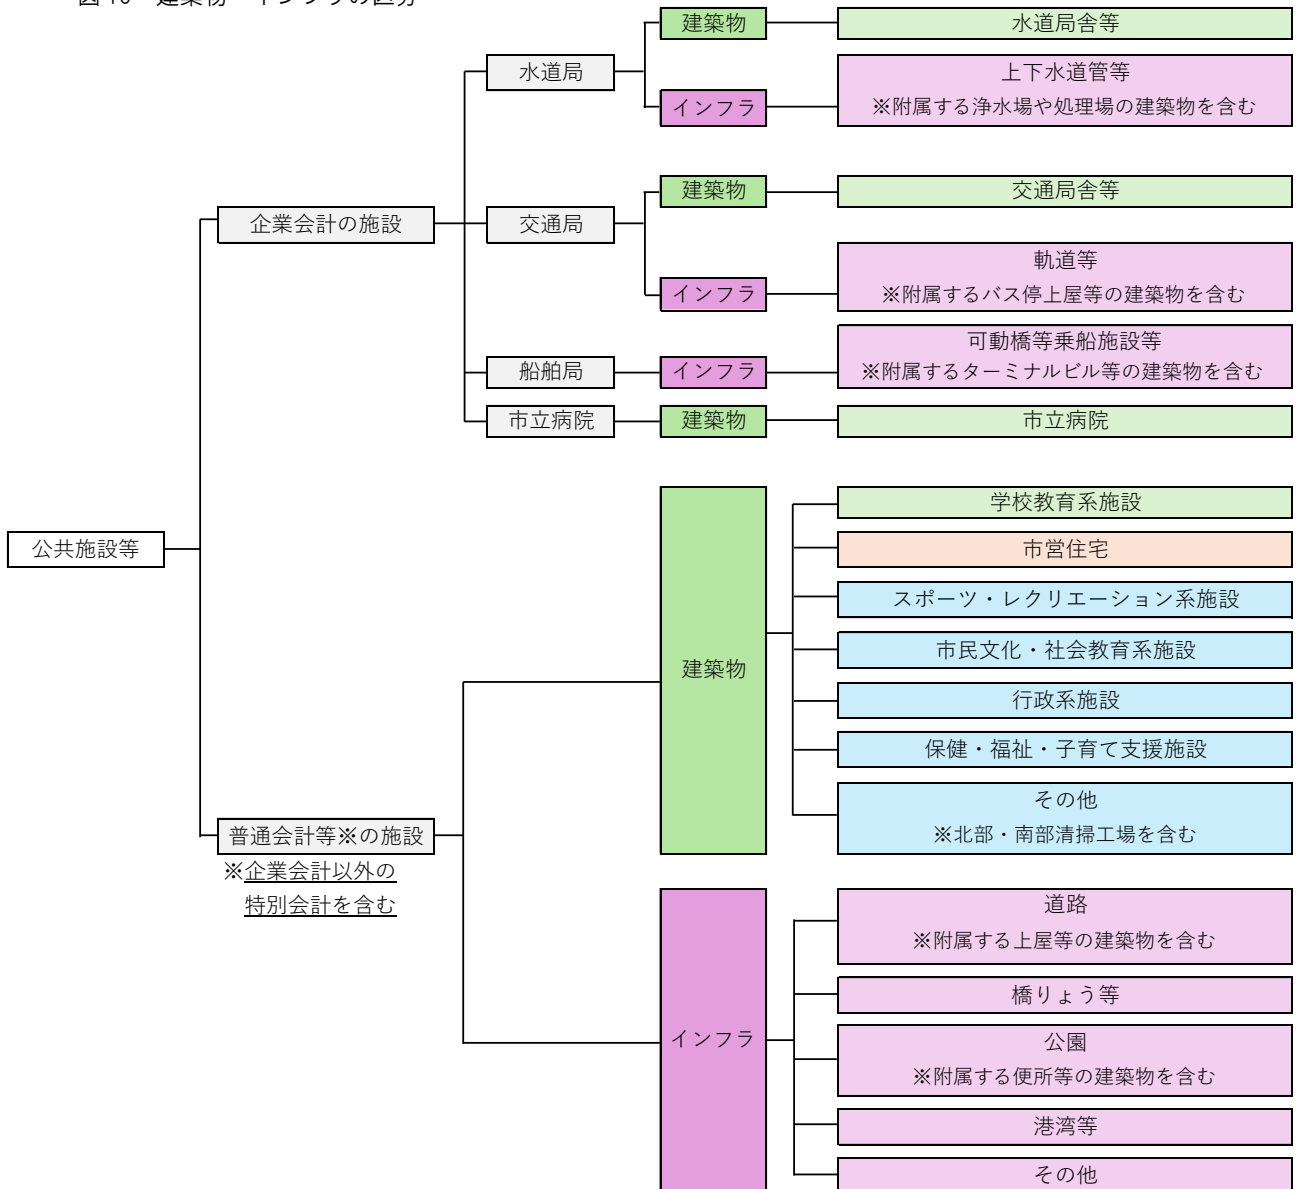 公共施設等
企業会計の施設
水道局
建築物
水道局舎等
インフラ
上下水道管等
※附属する浄水場や処理場の建築物を含む
交通局
建築物
交通局舎等
インフラ
軌道等
※附属するバス停上屋等の建築物を含む
船舶局
インフラ
可動橋等乗船施設等
※附属するターミナルビル等の建築物を含む
市立病院
建築物
市立病院
普通会計等※の施設
※企業会計以外の
特別会計を含む
建築物
学校教育系施設
市営住宅
スポーツ・レクリエーション系施設
市民文化・社会教育系施設
行政系施設
保健・福祉・子育て支援施設
その他
※北部・南部清掃工場を含む
インフラ
道路
※附属する上屋等の建築物を含む
橋りょう等
公園
※附属する便所等の建築物を含む
港湾等
その他